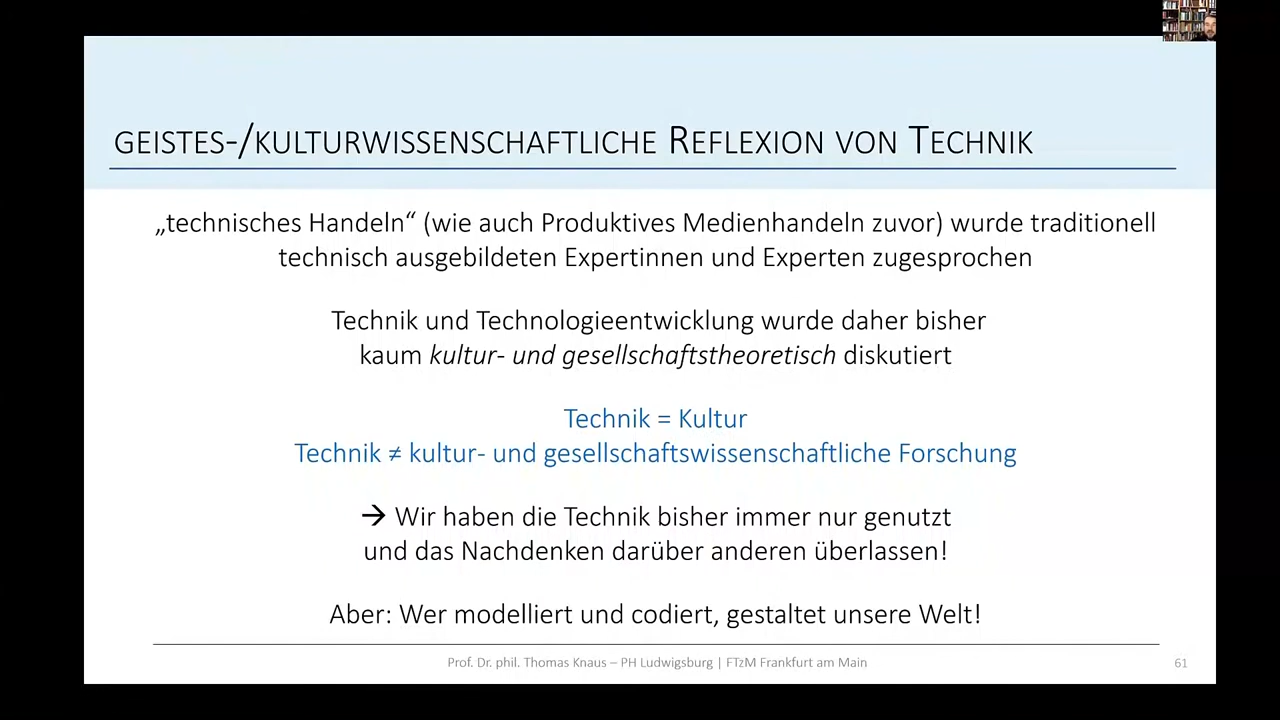 GEISTES-/KULTURWISSENSCHAFTLICHE REFLEXION VON TECHNIK
„technisches Handeln“ (wie auch Produktives Medienhandeln zuvor) wurde traditionell
technisch ausgebildeten Expertinnen und Experten zugesprochen
Technik und Technologieentwicklung wurde daher bisher
kaum kultur- und gesellschaftstheoretisch diskutiert
Technik = Kultur
Technik ≠ kultur- und gesellschaftswissenschaftliche Forschung
→ Wir haben die Technik bisher immer nur genutzt
und das Nachdenken darüber anderen überlassen!
Aber: Wer modelliert und codiert, gestaltet unsere Welt!
Prof. Dr. phil. Thomas Knaus – PH Ludwigsburg | FTzM Frankfurt am Main
61